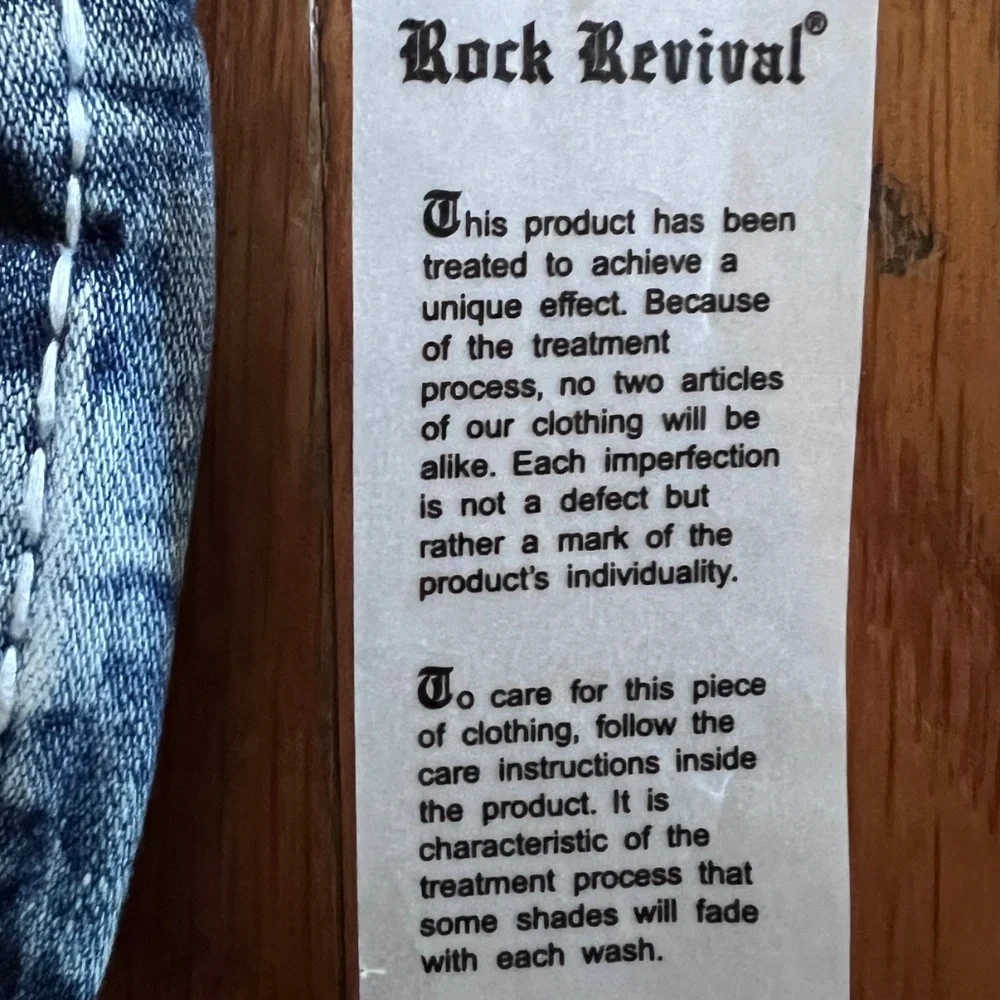 Rock Revival®
This product has been
treated to achieve a
unique effect. Because
of the treatment
process, no two articles
of our clothing will be
alike. Each imperfection
is not a defect but
rather a mark of the
product's individuality.
To care for this piece
of clothing, follow the
care instructions inside
the product. It is
characteristic of the
treatment process that
some shades will fade
with each wash.